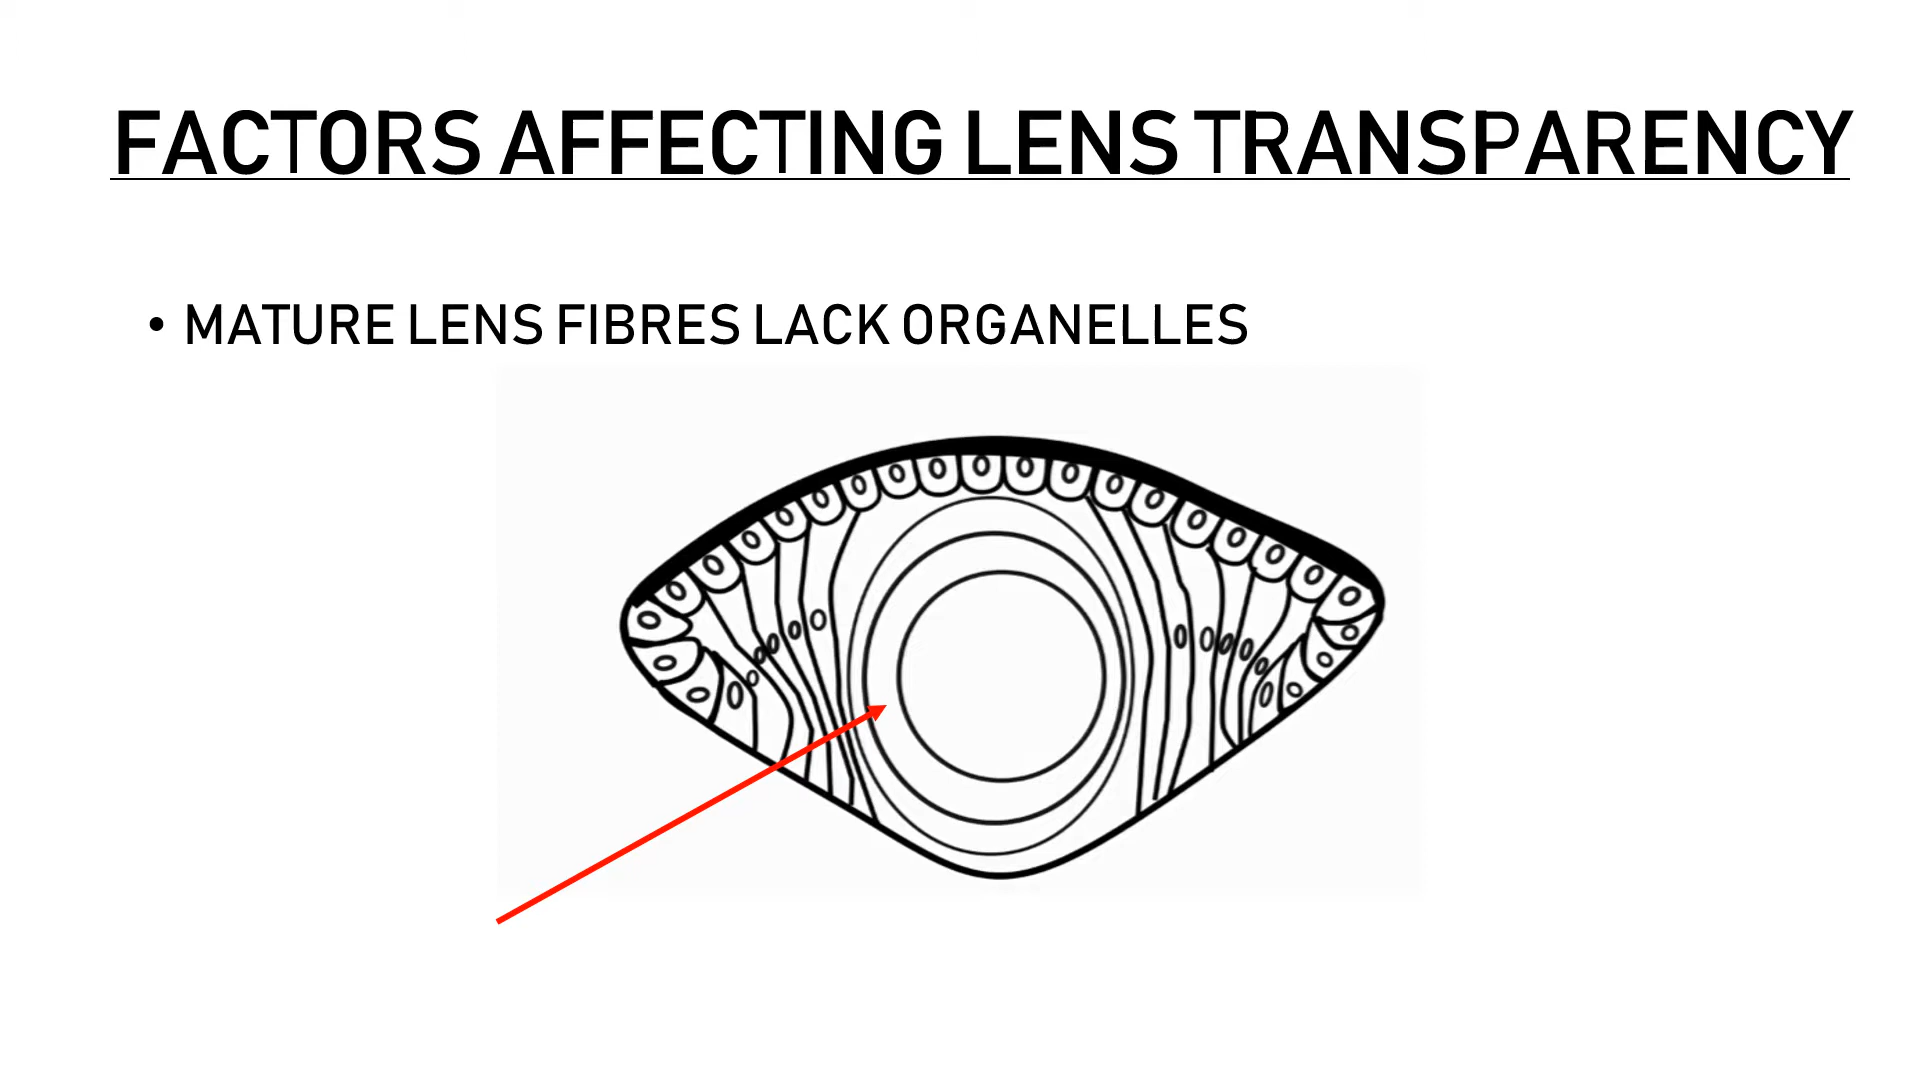 FACTORS AFFECTING LENS TRANSPARENCY
• MATURE LENS FIBRES LACK ORGANELLES